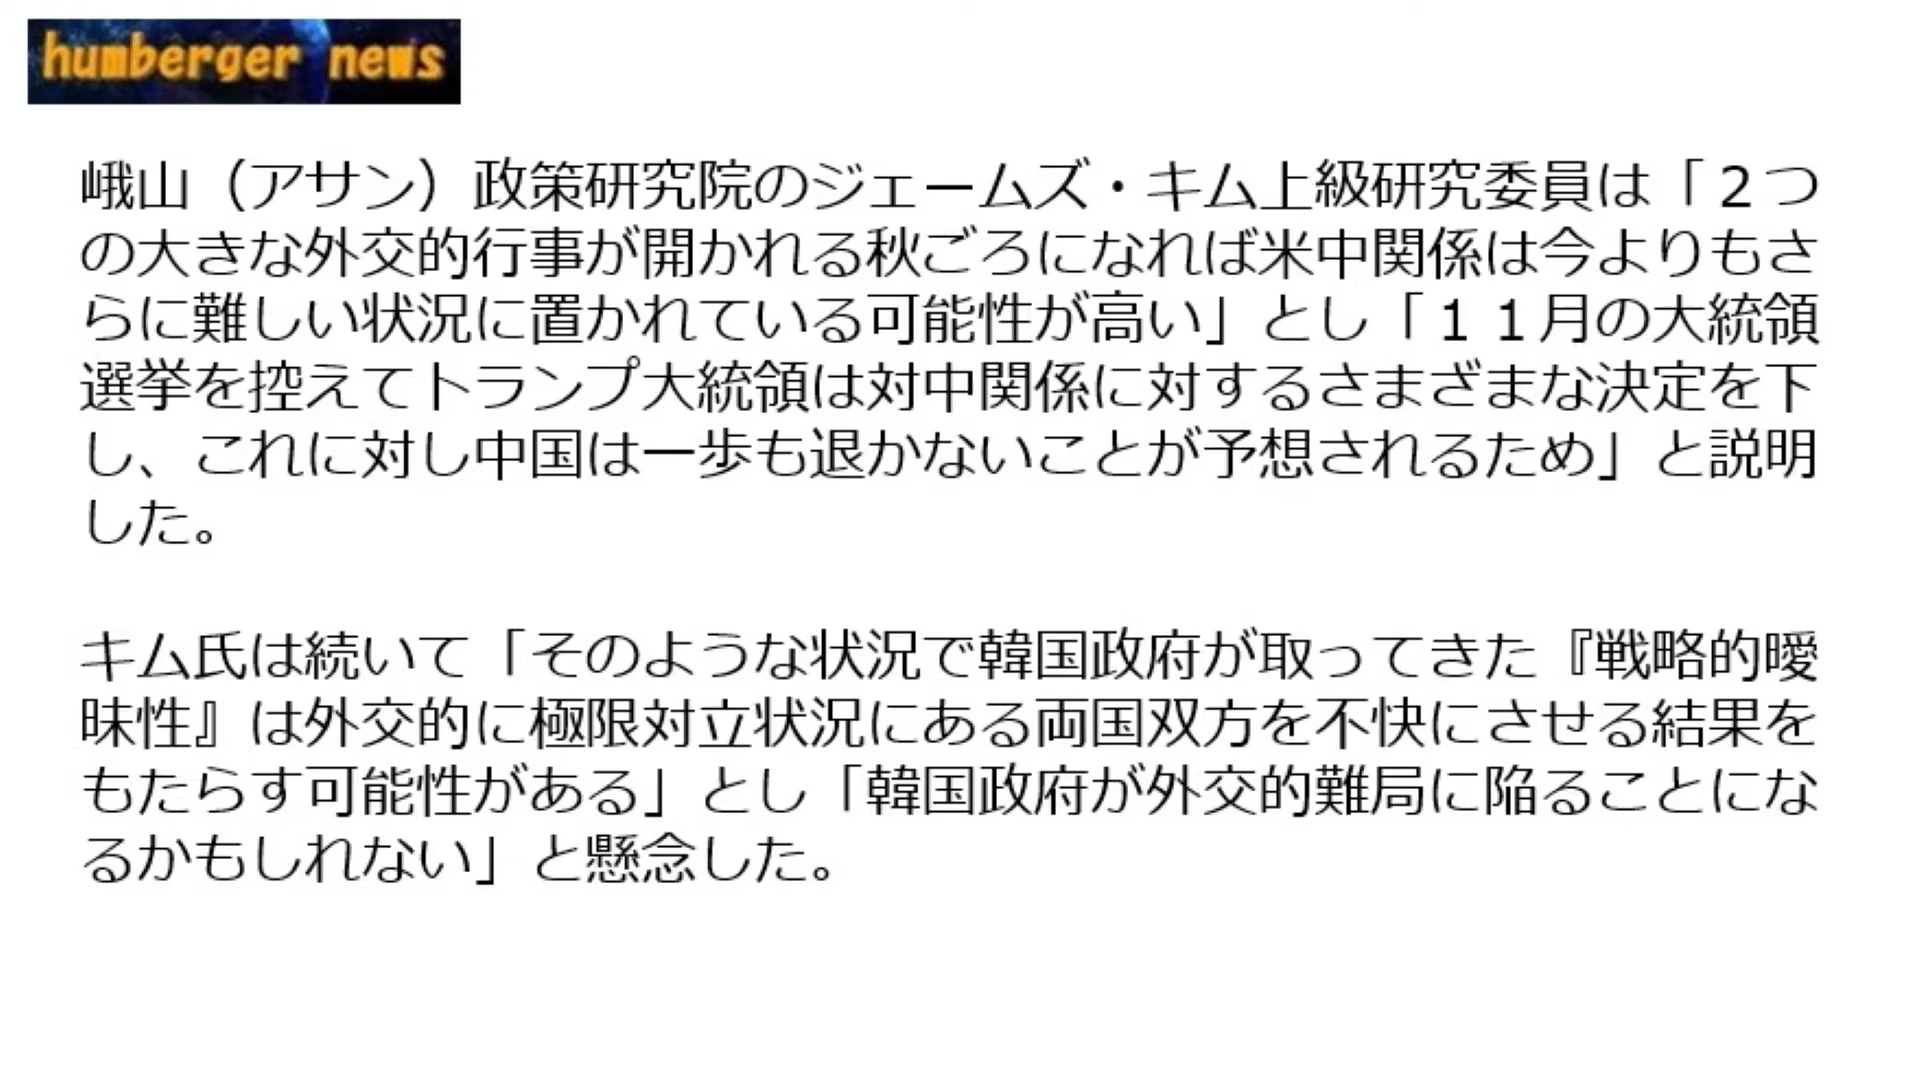 humberger news
峨山（アサン）政策研究院のジェームズ・キム上級研究委員は「２つ
の大きな外交的行事が開かれる秋ごろになれば米中関係は今よりもさ
らに難しい状況に置かれている可能性が高い」とし「１１月の大統領
選挙を控えてトランプ大統領は対中関係に対するさまざまな決定を下
し、これに対し中国は一歩も退かないことが予想されるため」と説明
した。
キム氏は続いて「そのような状況で韓国政府が取ってきた『戦略的曖
昧性』は外交的に極限対立状況にある両国双方を不快にさせる結果を
もたらす可能性がある」とし「韓国政府が外交的難局に陥ることにな
るかもしれない」と懸念した。